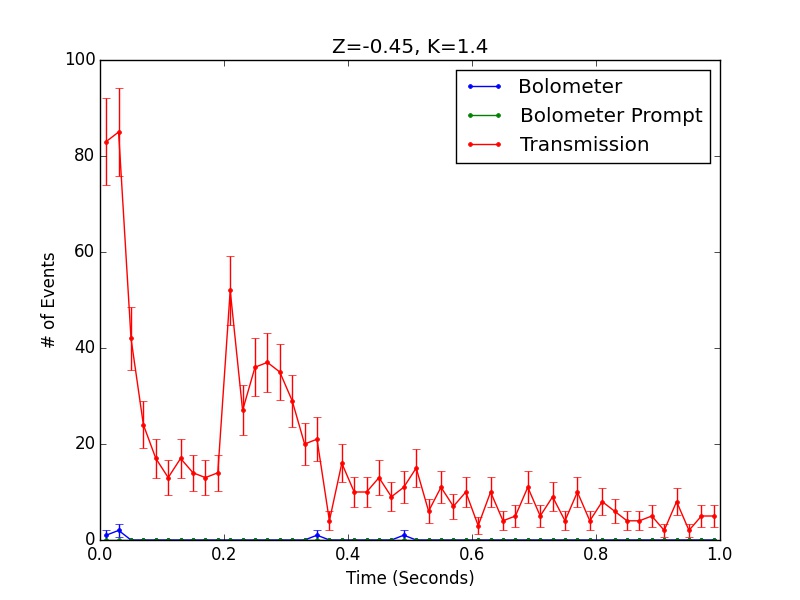 Z=-0.45, K=1.4
Bolometer
Bolometer Prompt
Transmission
100
80
60
40
20
0
# of Events
0.0 0.2 0.4 0.6 0.8 1.0
Time (Seconds)